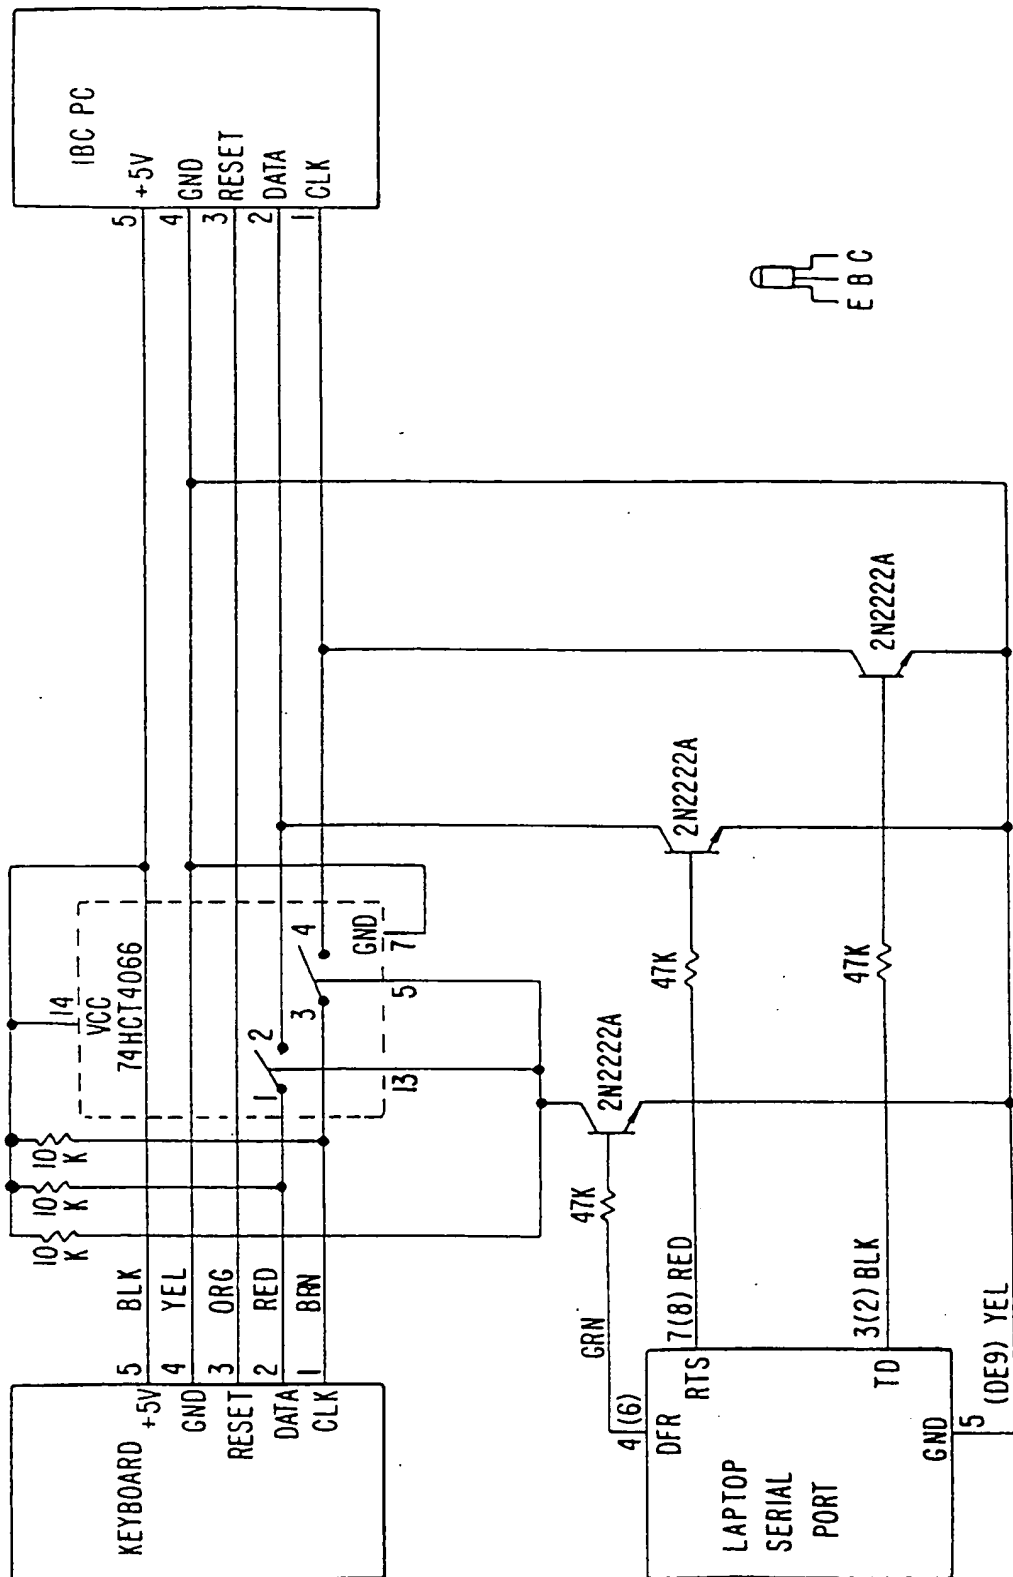 KEYBOARD
+5V
GND
RESET
DATA
CLK
5
4
3
2
1
BLK
YEL
ORG
RED
BRN
10
K
10
K
10
K
14
VCC
74HCT4066
1
2
3
4
GND
7
13
5
IBC PC
+5V
GND
RESET
DATA
CLK
5
4
3
2
1
LAPTOP
SERIAL
PORT
DFR
RTS
TD
GND
4(6)
GRN
7(8) RED
3(2) BLK
5
(DE9) YEL
47K
47K
47K
2N2222A
2N2222A
2N2222A
E B C